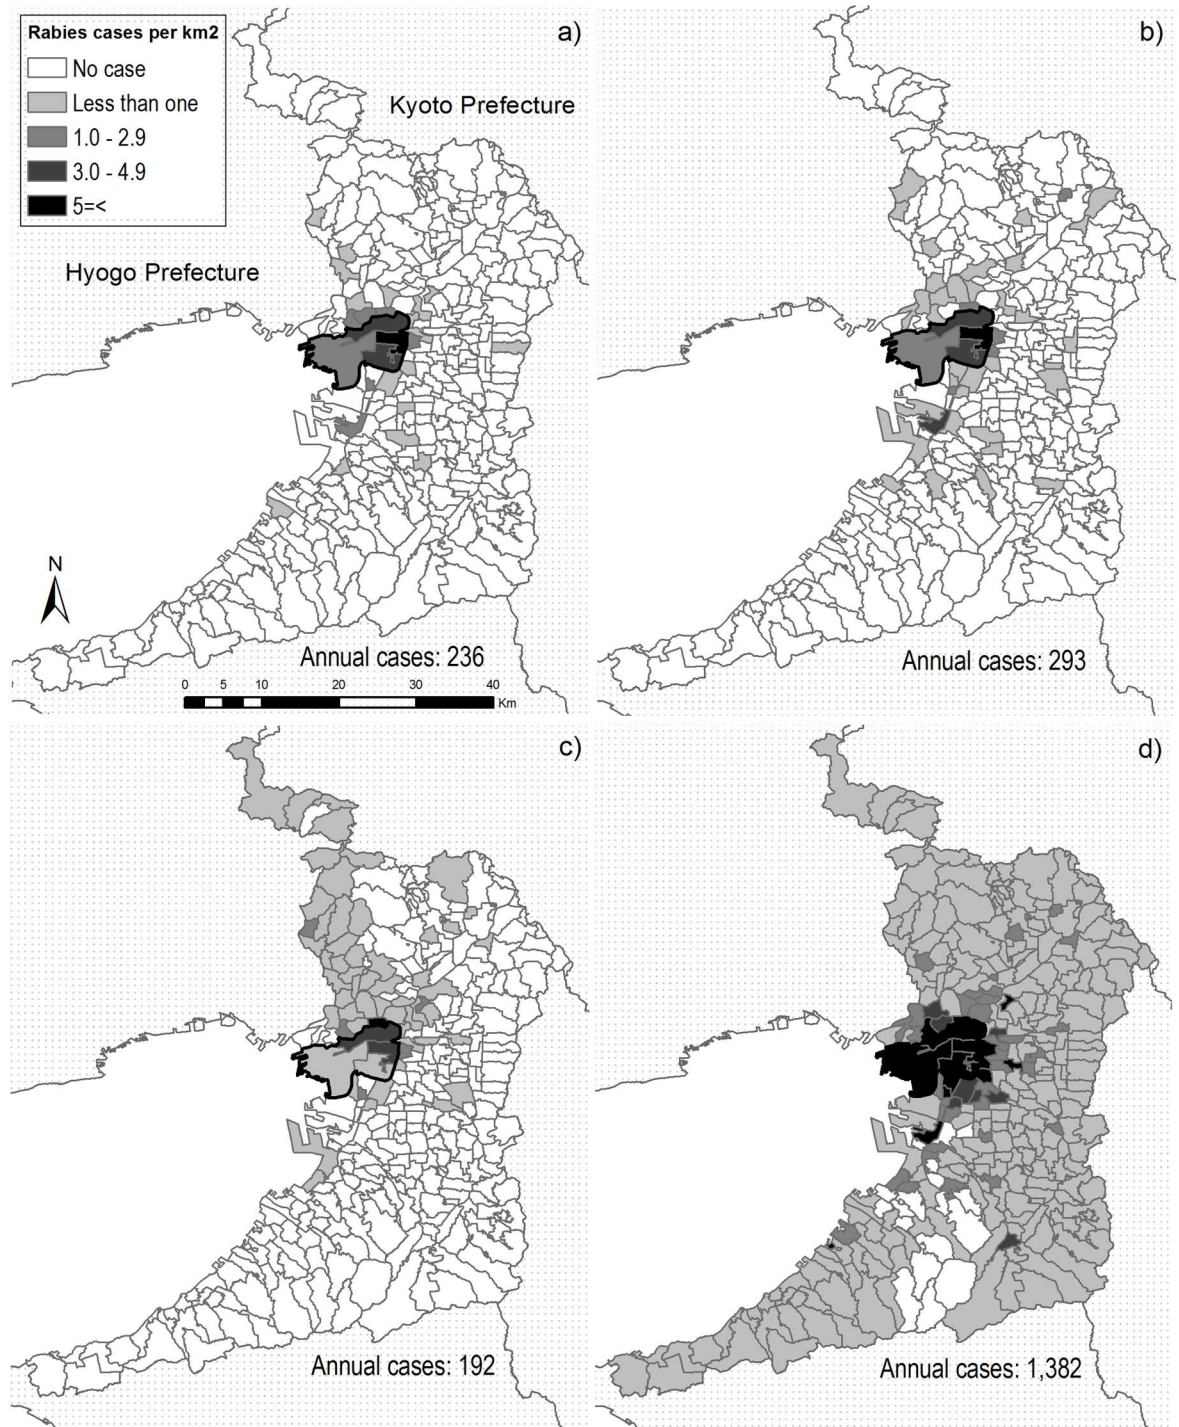 Rabies cases per km2
No case
Less than one
1.0 - 2.9
3.0 - 4.9
5=<
a)
Kyoto Prefecture
Hyogo Prefecture
N
Annual cases: 236
0 5 10 20 30 40
Km
b)
Annual cases: 293
c)
Annual cases: 192
d)
Annual cases: 1,382